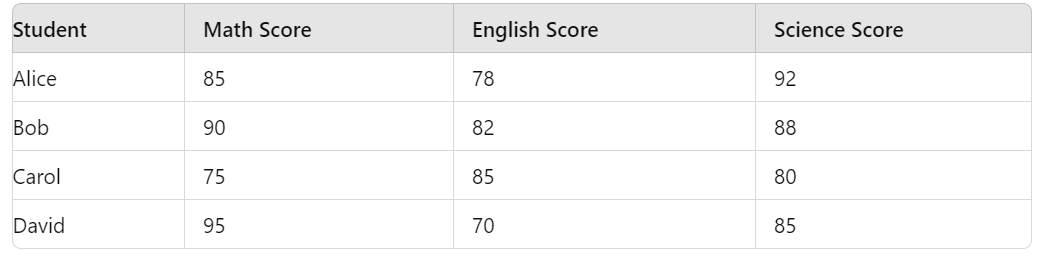 Student Math Score English Score Science Score
Alice 85 78 92
Bob 90 82 88
Carol 75 85 80
David 95 70 85